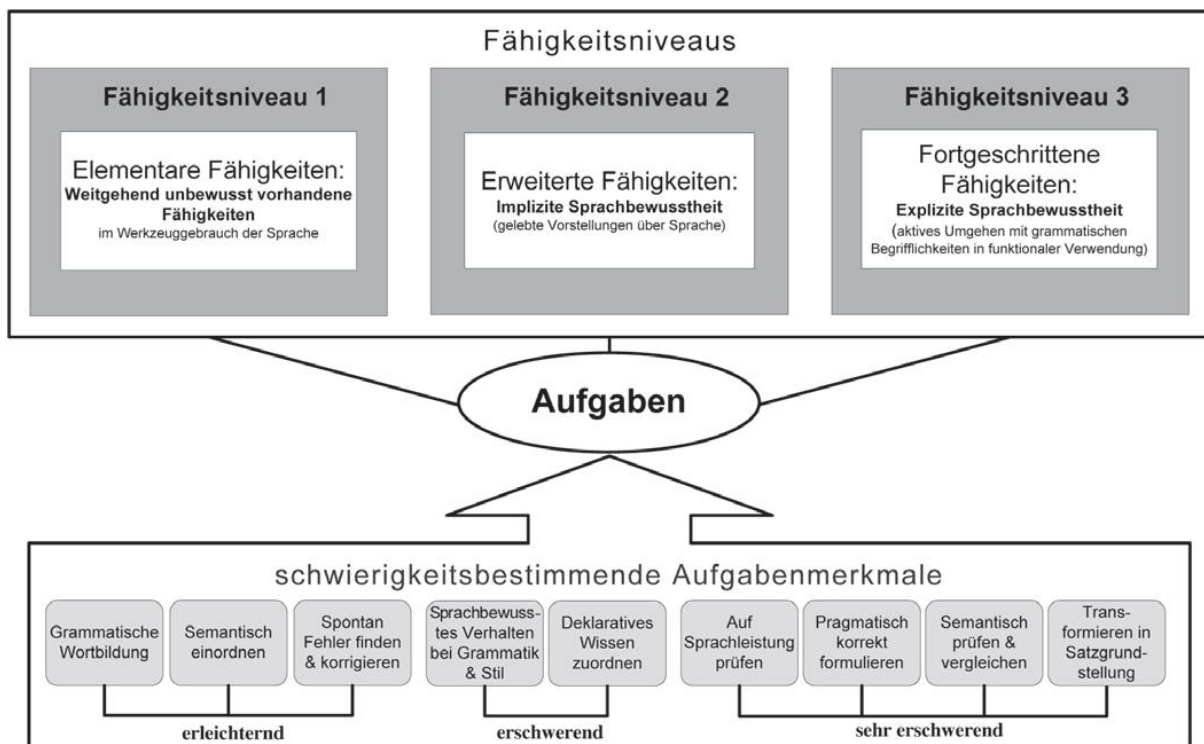 Fähigkeitsniveaus
Fähigkeitsniveau 1
Elementare Fähigkeiten:
Weitgehend unbewusst vorhandene
Fähigkeiten
im Werkzeuggebrauch der Sprache
Fähigkeitsniveau 2
Erweiterte Fähigkeiten:
Implizite Sprachbewusstheit
(gelebte Vorstellungen über Sprache)
Fähigkeitsniveau 3
Fortgeschrittene
Fähigkeiten:
Explizite Sprachbewusstheit
(aktives Umgehen mit grammatischen
Begrifflichkeiten in funktionaler Verwendung)
Aufgaben
schwierigkeitsbestimmende Aufgabenmerkmale
Grammatische
Wortbildung
Semantisch
einordnen
Spontan
Fehler finden
& korrigieren
erleichternd
Sprachbewuss-
tes Verhalten
bei Grammatik
& Stil
Deklaratives
Wissen
zuordnen
erschwerend
Auf
Sprachleistung
prüfen
Pragmatisch
korrekt
formulieren
Semantisch
prüfen &
vergleichen
Trans-
formieren in
Satzgrund-
stellung
sehr erschwerend